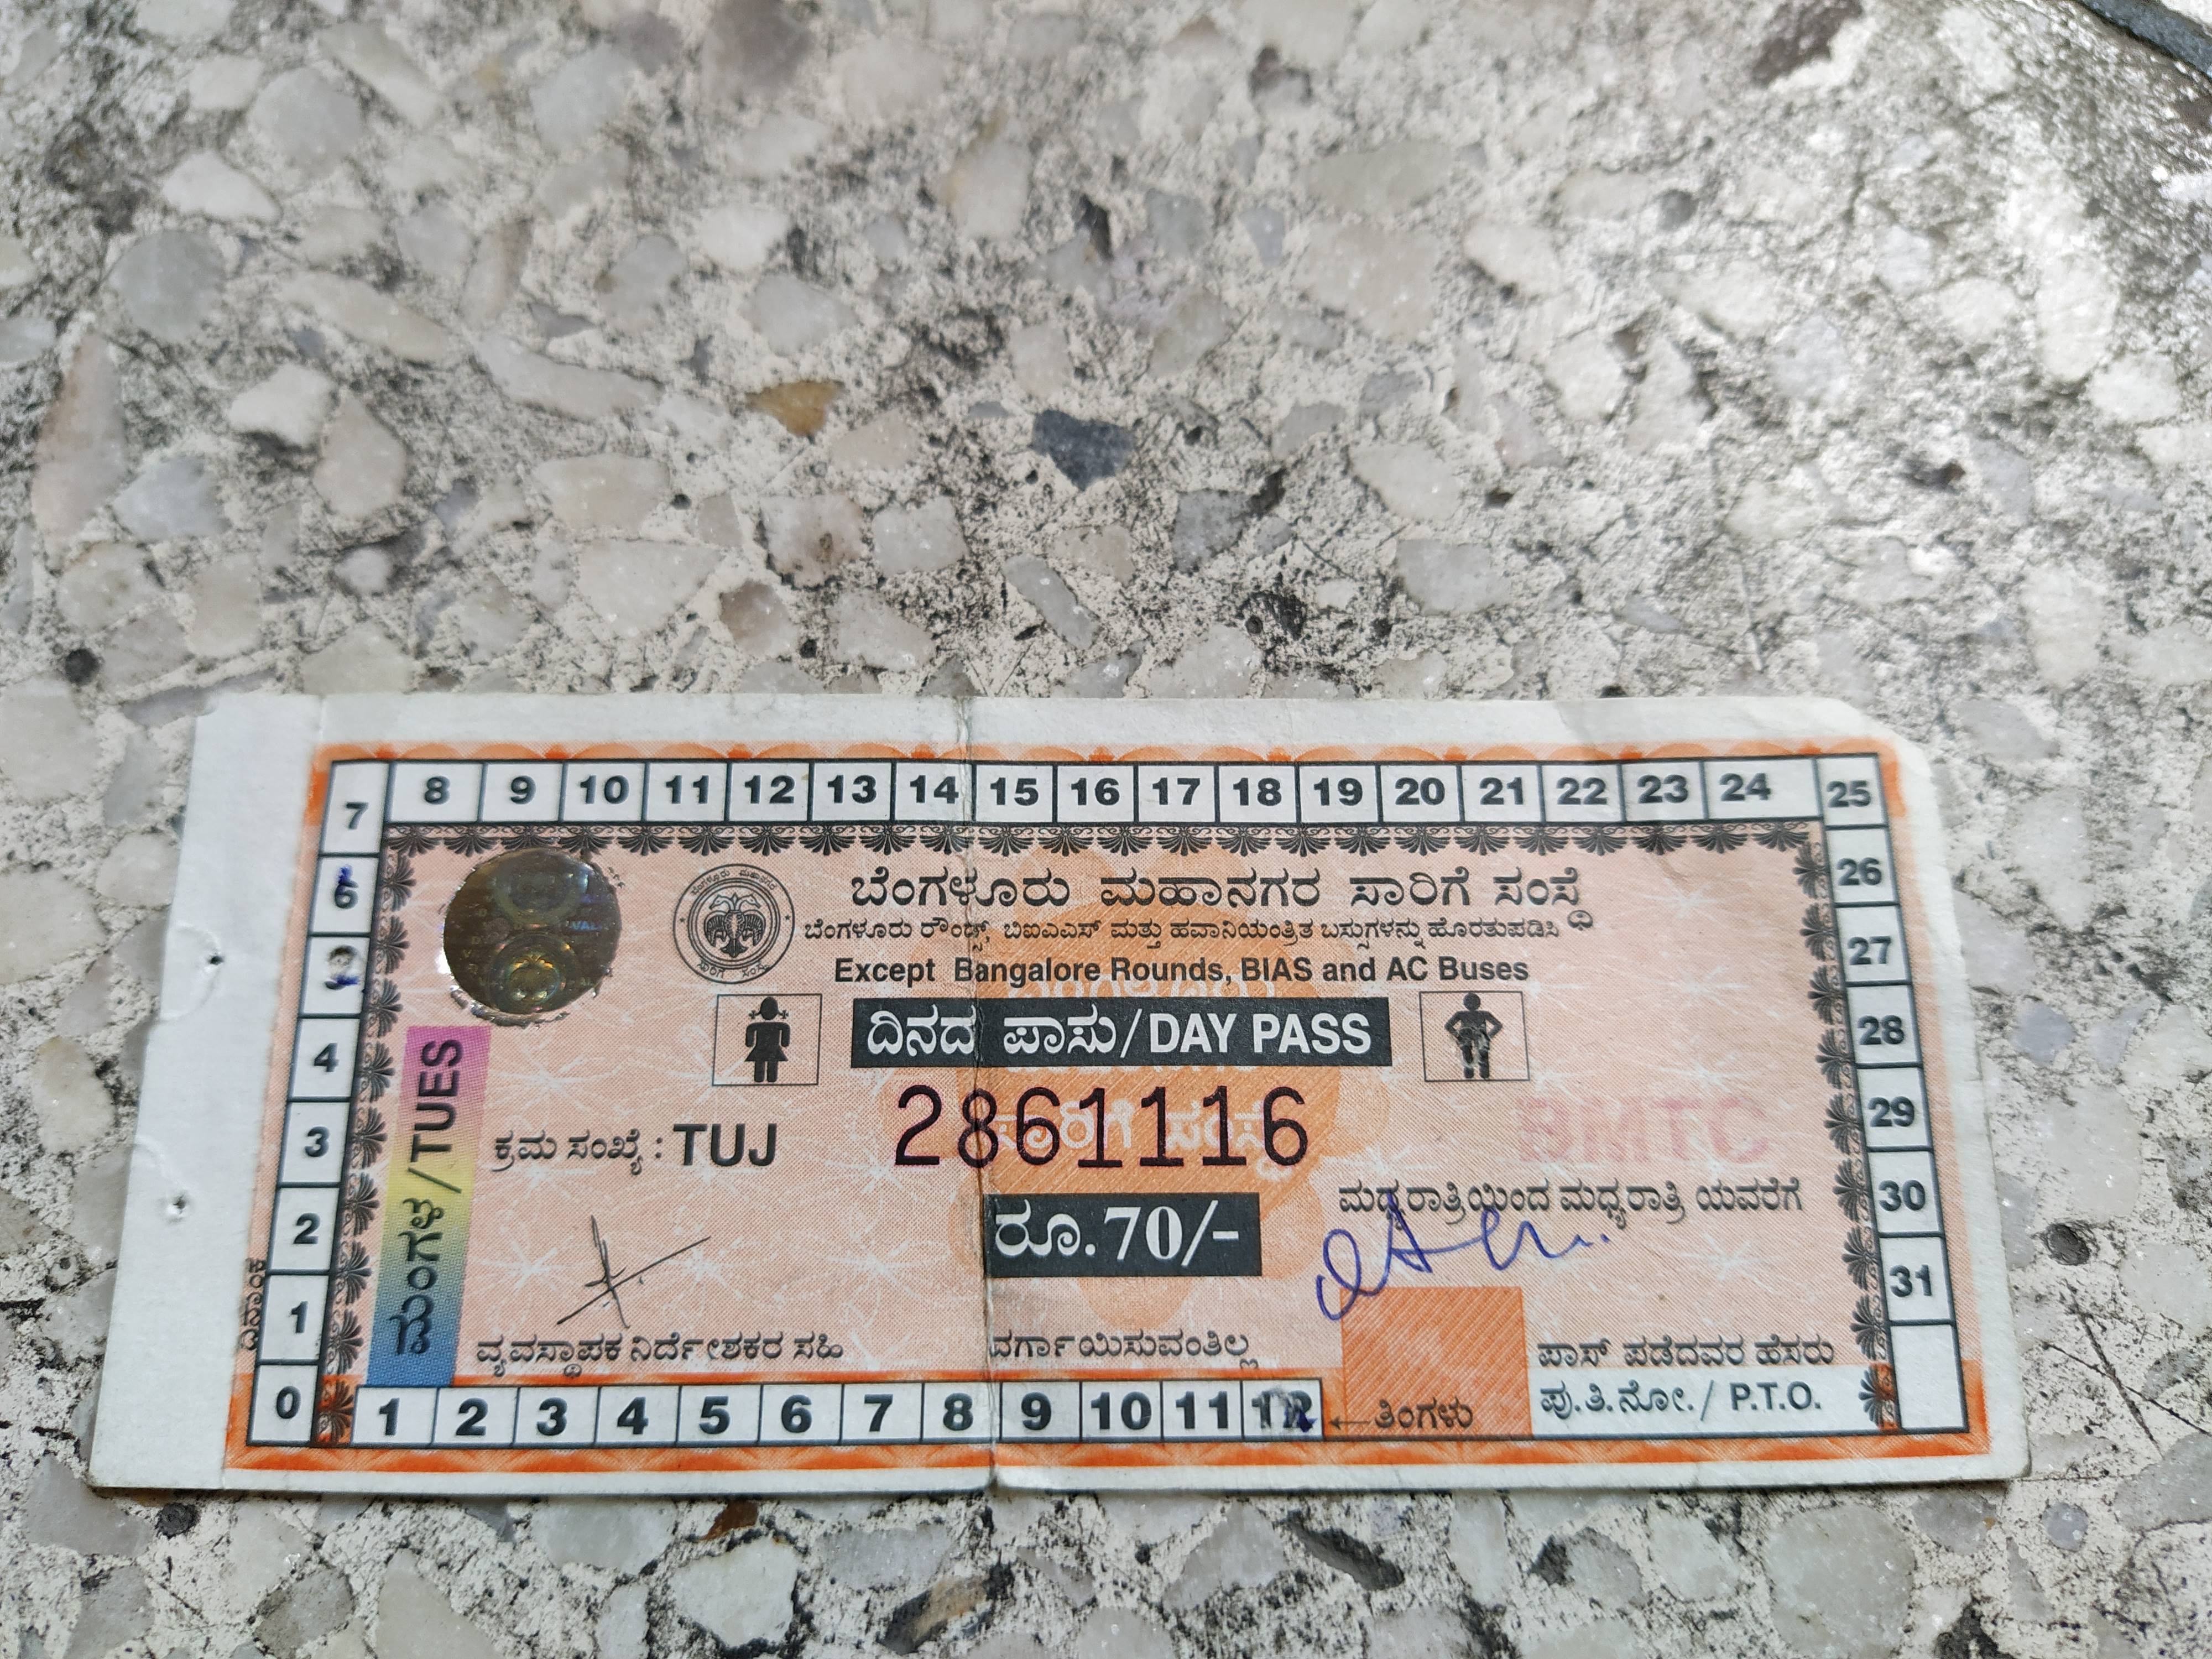 7 8 9 10 11 12 13 14 15 16 17 18 19 20 21 22 23 24 25
6
4
3
2
1
0
ದಿನಾಂಕ
26
27
28
29
30
31
ಬೆಂಗಳೂರು ಮಹಾನಗರ ಸಾರಿಗೆ ಸಂಸ್ಥೆ
ಬೆಂಗಳೂರು ರೌಂಡ್ಸ್, ಬಿಐಎಎಸ್ ಮತ್ತು ಹವಾನಿಯಂತ್ರಿತ ಬಸ್ಸುಗಳನ್ನು ಹೊರತುಪಡಿಸಿ
Except Bangalore Rounds, BIAS and AC Buses
ದಿನದ ಪಾಸು/DAY PASS
ಮಂಗಳ/TUES
ಕ್ರಮ ಸಂಖ್ಯೆ : TUJ 2861116
BMTC
ರೂ.70/-
ಮಧ್ಯರಾತ್ರಿಯಿಂದ ಮಧ್ಯರಾತ್ರಿ ಯವರೆಗೆ
ವ್ಯವಸ್ಥಾಪಕ ನಿರ್ದೇಶಕರ ಸಹಿ
ವರ್ಗಾಯಿಸುವಂತಿಲ್ಲ
ಪಾಸ್ ಪಡೆದವರ ಹೆಸರು
ಪು.ತಿ.ನೋ./ P.T.O.
1 2 3 4 5 6 7 8 9 10 11 12 ←ತಿಂಗಳು